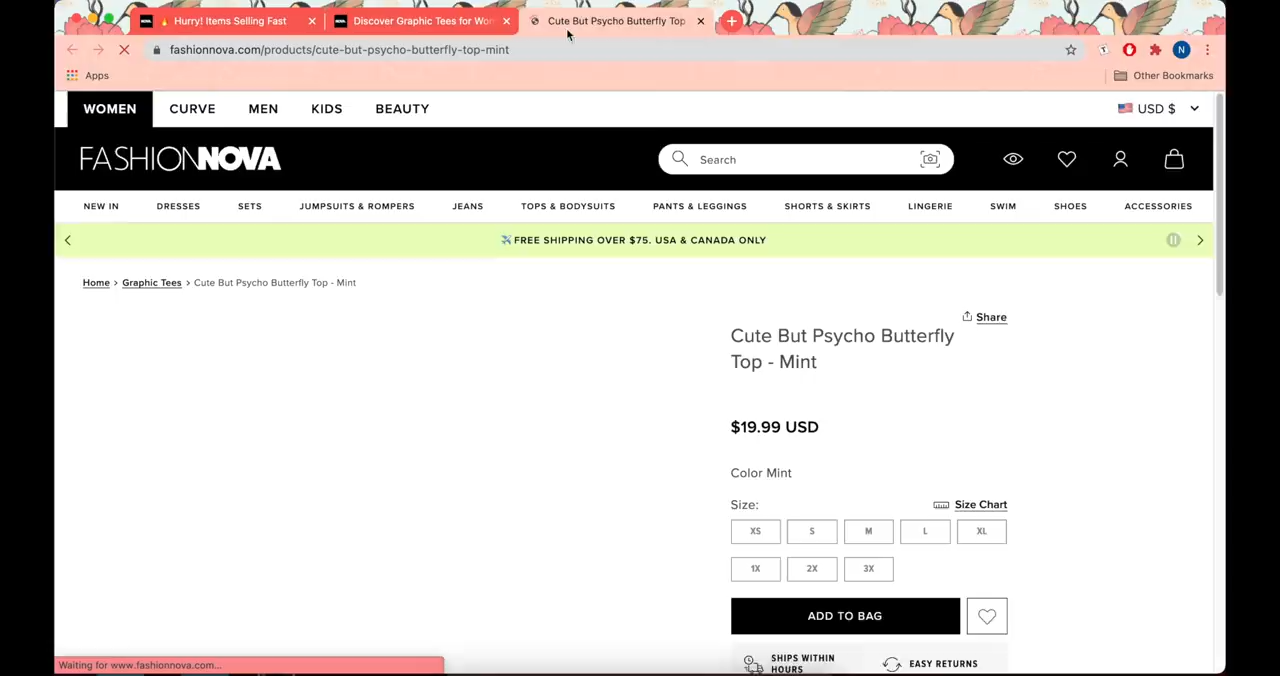 🔥 Hurry! Items Selling Fast
Discover Graphic Tees for Wom
Cute But Psycho Butterfly Top
fashionnova.com/products/cute-but-psycho-butterfly-top-mint
N
Apps
Other Bookmarks
WOMEN CURVE MEN KIDS BEAUTY
USD $
FASHIONNOVA
Search
NEW IN DRESSES SETS JUMPSUITS & ROMPERS JEANS TOPS & BODYSUITS PANTS & LEGGINGS SHORTS & SKIRTS LINGERIE SWIM SHOES ACCESSORIES
✈️FREE SHIPPING OVER $75. USA & CANADA ONLY
Home > Graphic Tees > Cute But Psycho Butterfly Top - Mint
Share
Cute But Psycho Butterfly
Top - Mint
$19.99 USD
Color Mint
Size:
Size Chart
XS S M L XL
1X 2X 3X
ADD TO BAG
SHIPS WITHIN
HOURS
EASY RETURNS
Waiting for www.fashionnova.com...